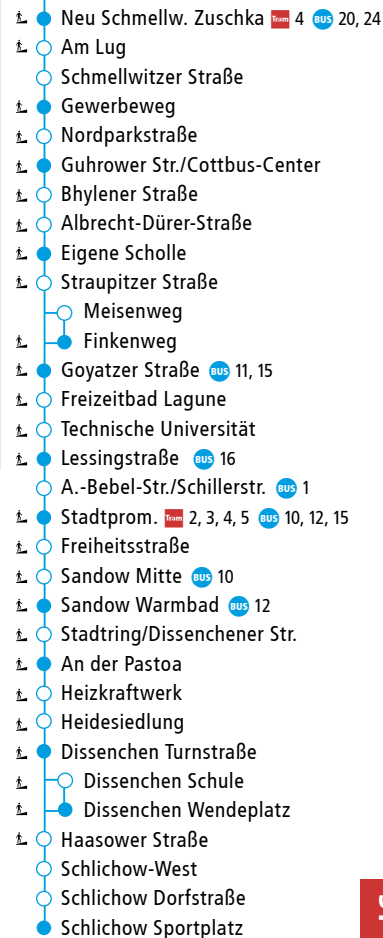 Neu Schmellw. Zuschka Tram 4 BUS 20, 24
Am Lug
Schmellwitzer Straße
Gewerbeweg
Nordparkstraße
Guhrower Str./Cottbus-Center
Bhylener Straße
Albrecht-Dürer-Straße
Eigene Scholle
Straupitzer Straße
Meisenweg
Finkenweg
Goyatzer Straße BUS 11, 15
Freizeitbad Lagune
Technische Universität
Lessingstraße BUS 16
A.-Bebel-Str./Schillerstr. BUS 1
Stadtprom. Tram 2, 3, 4, 5 BUS 10, 12, 15
Freiheitsstraße
Sandow Mitte BUS 10
Sandow Warmbad BUS 12
Stadtring/Dissenchener Str.
An der Pastoa
Heizkraftwerk
Heidesiedlung
Dissenchen Turnstraße
Dissenchen Schule
Dissenchen Wendeplatz
Haasower Straße
Schlichow-West
Schlichow Dorfstraße
Schlichow Sportplatz